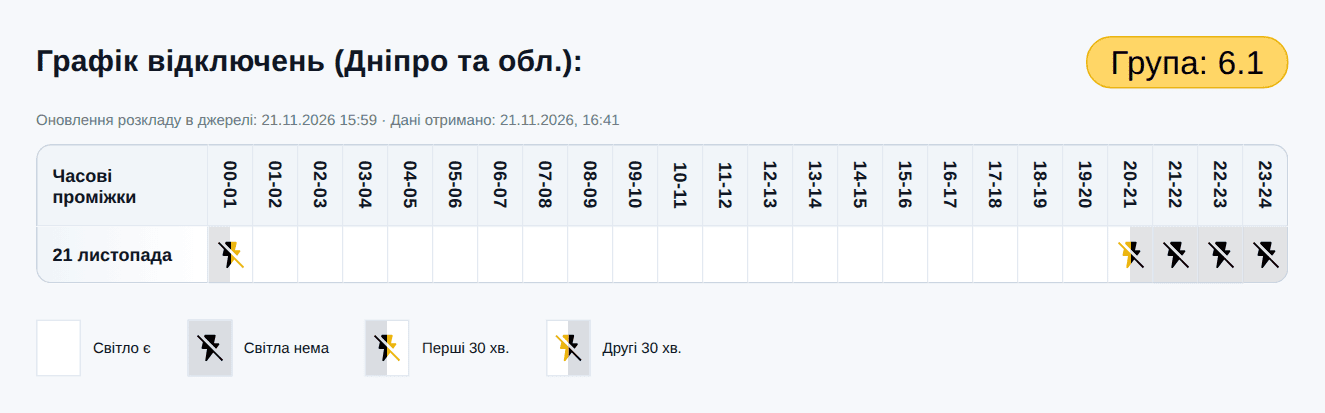 Графік відключень (Дніпро та обл.):
Група: 6.1
Оновлення розкладу в джерелі: 21.11.2026 15:59 · Дані отримано: 21.11.2026, 16:41
Часові
проміжки
00-01
01-02
02-03
03-04
04-05
05-06
06-07
07-08
08-09
09-10
10-11
11-12
12-13
13-14
14-15
15-16
16-17
17-18
18-19
19-20
20-21
21-22
22-23
23-24
21 листопада
Світло є
Світла нема
Перші 30 хв.
Другі 30 хв.